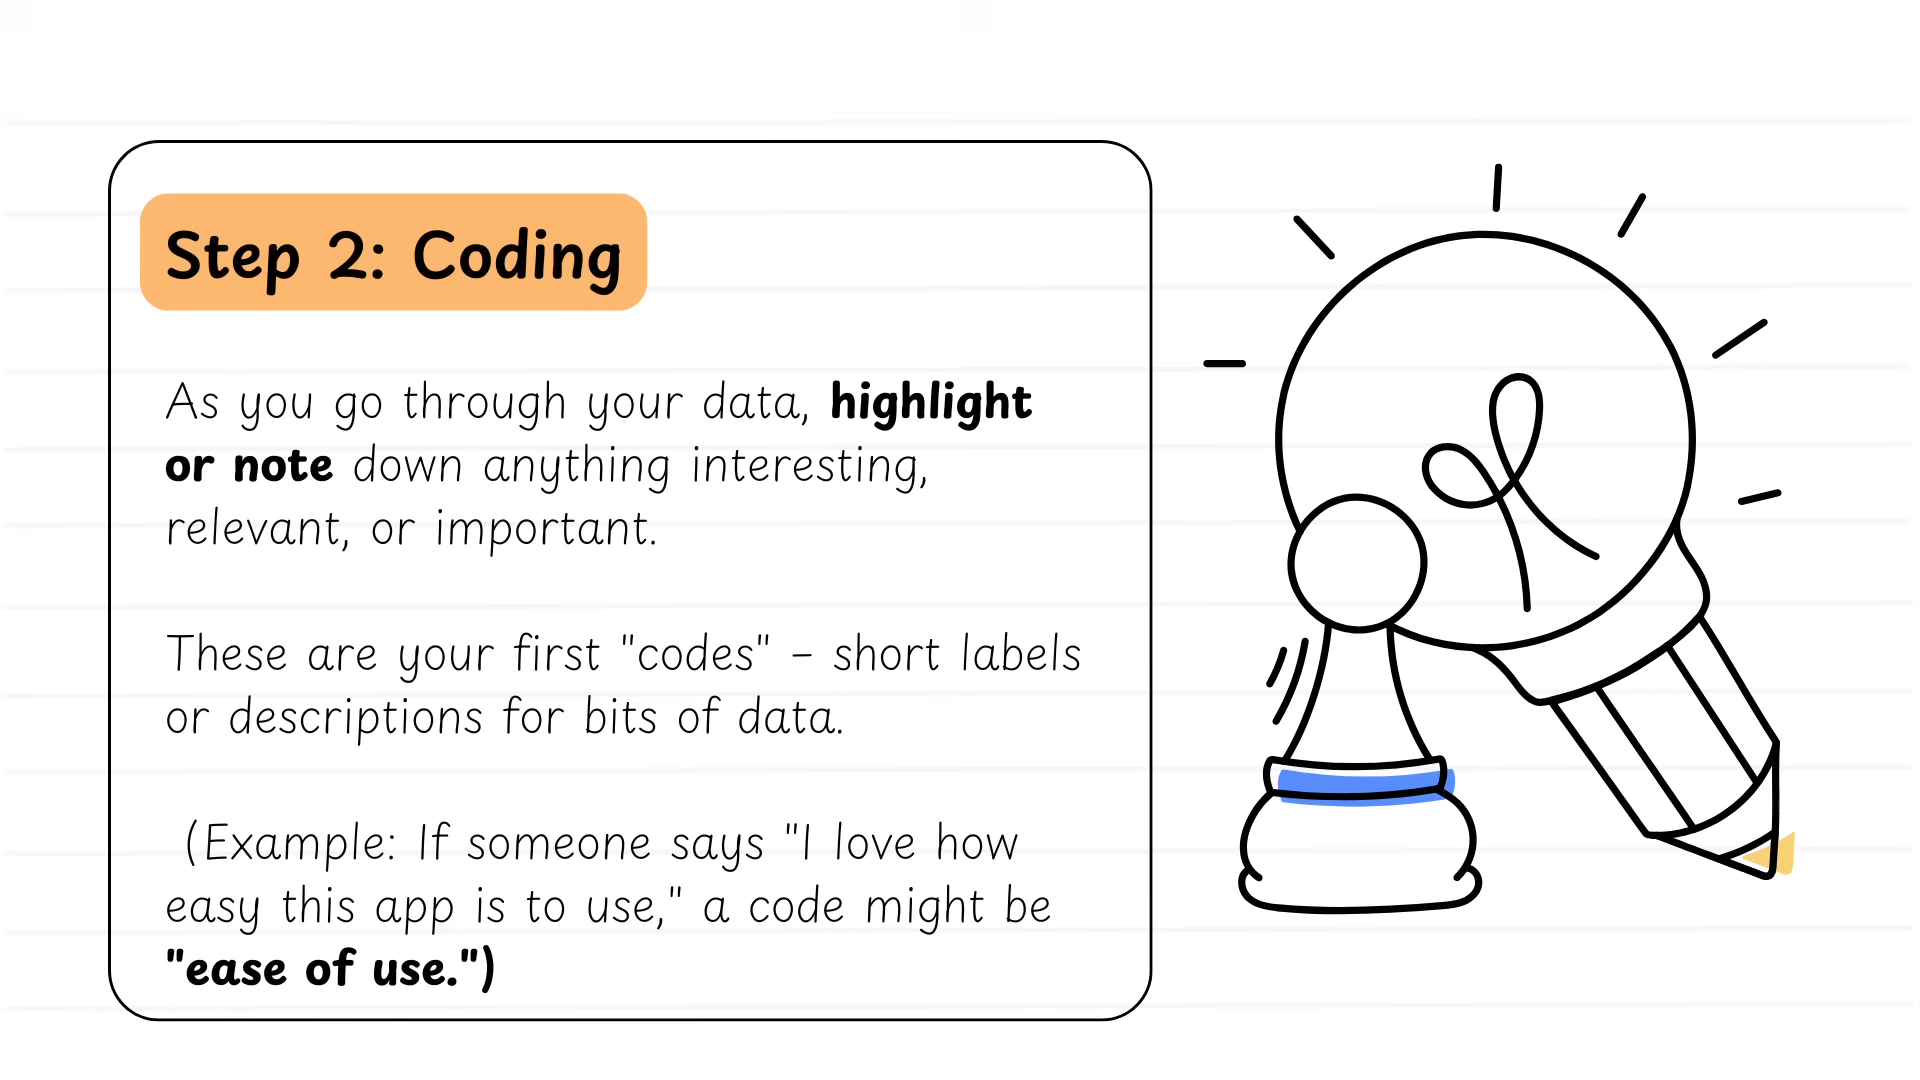 Step 2: Coding
As you go through your data, highlight
or note down anything interesting,
relevant, or important.
These are your first "codes" – short labels
or descriptions for bits of data.
(Example: If someone says "I love how
easy this app is to use," a code might be
"ease of use.")